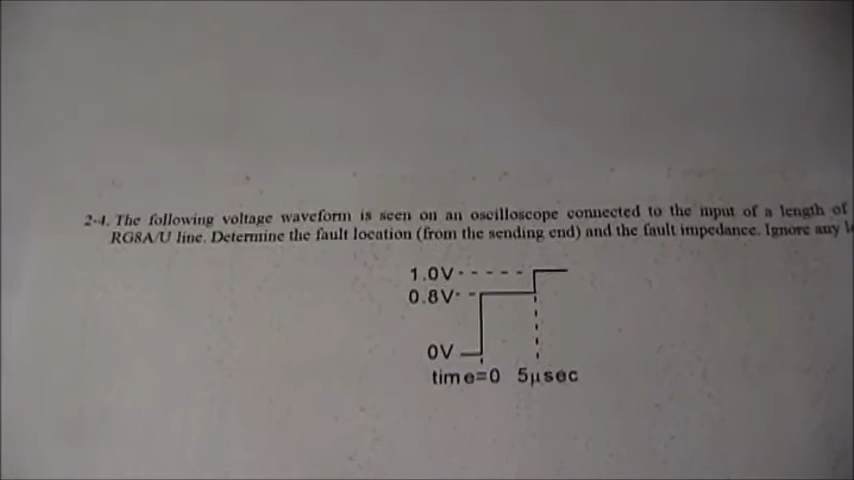 2-4. The following voltage waveform is seen on an oscilloscope connected to the input of a length of
RG8A/U line. Determine the fault location (from the sending end) and the fault impedance. Ignore any
1.0V
0.8V
0V
time=0 5μsec